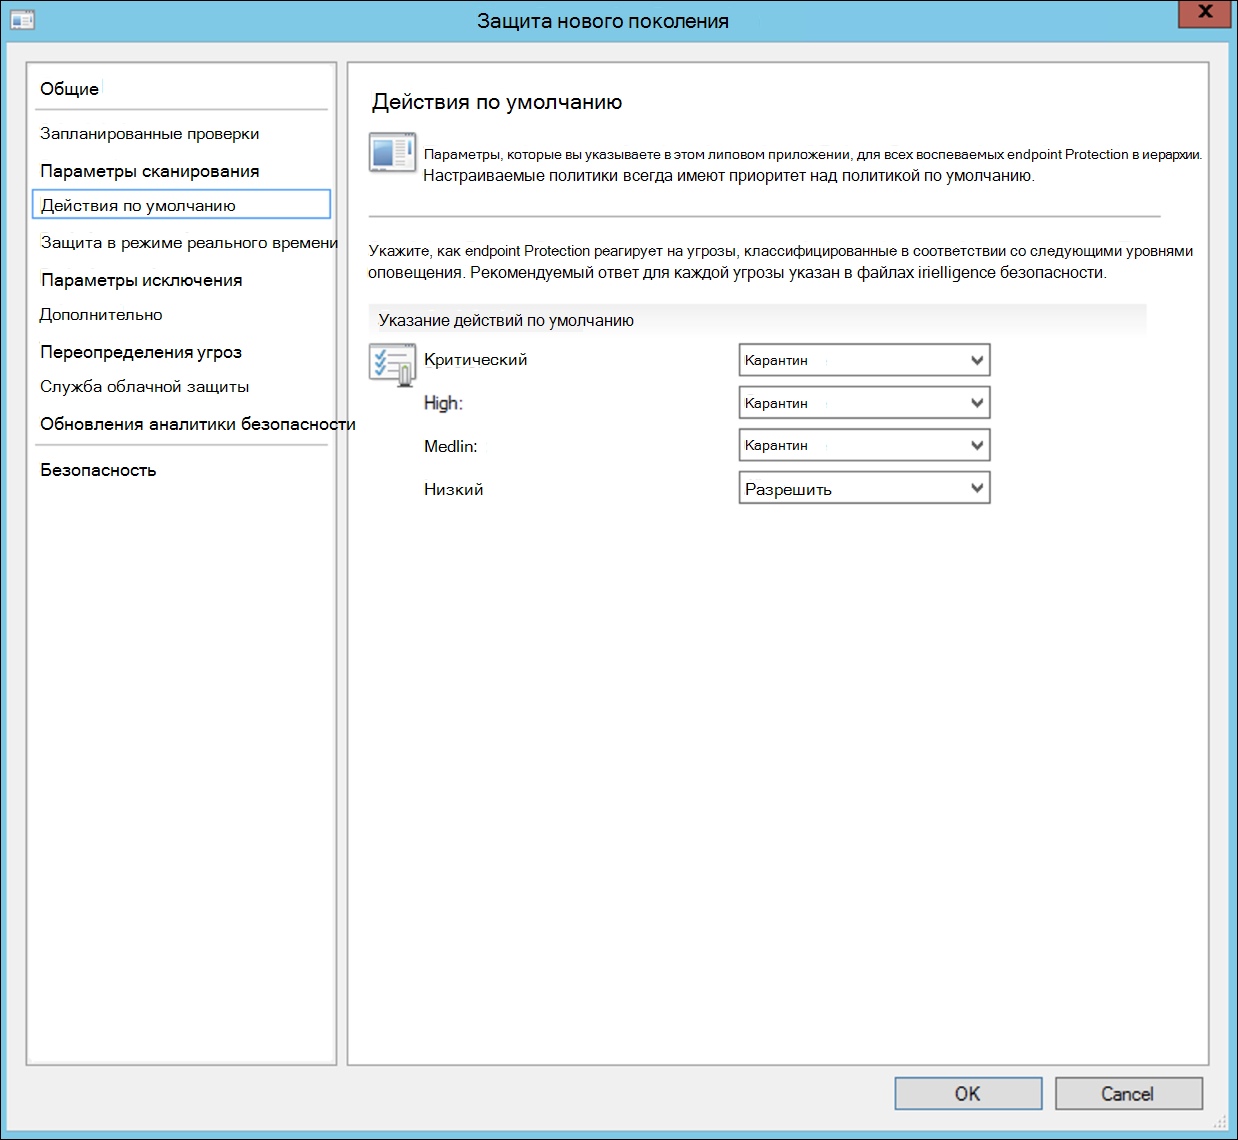 Защита нового поколения
X
Общие
Запланированные проверки
Параметры сканирования
Действия по умолчанию
Защита в режиме реального времени
Параметры исключения
Дополнительно
Переопределения угроз
Служба облачной защиты
Обновления аналитики безопасности
Безопасность
Действия по умолчанию
Параметры, которые вы указываете в этом липовом приложении, для всех воспеваемых endpoint Protection в иерархии.
Настраиваемые политики всегда имеют приоритет над политикой по умолчанию.
Укажите, как endpoint Protection реагирует на угрозы, классифицированные в соответствии со следующими уровнями
оповещения. Рекомендуемый ответ для каждой угрозы указан в файлах irielligence безопасности.
Указание действий по умолчанию
Критический Карантин
High: Карантин
Medlin: Карантин
Низкий Разрешить
OK Cancel